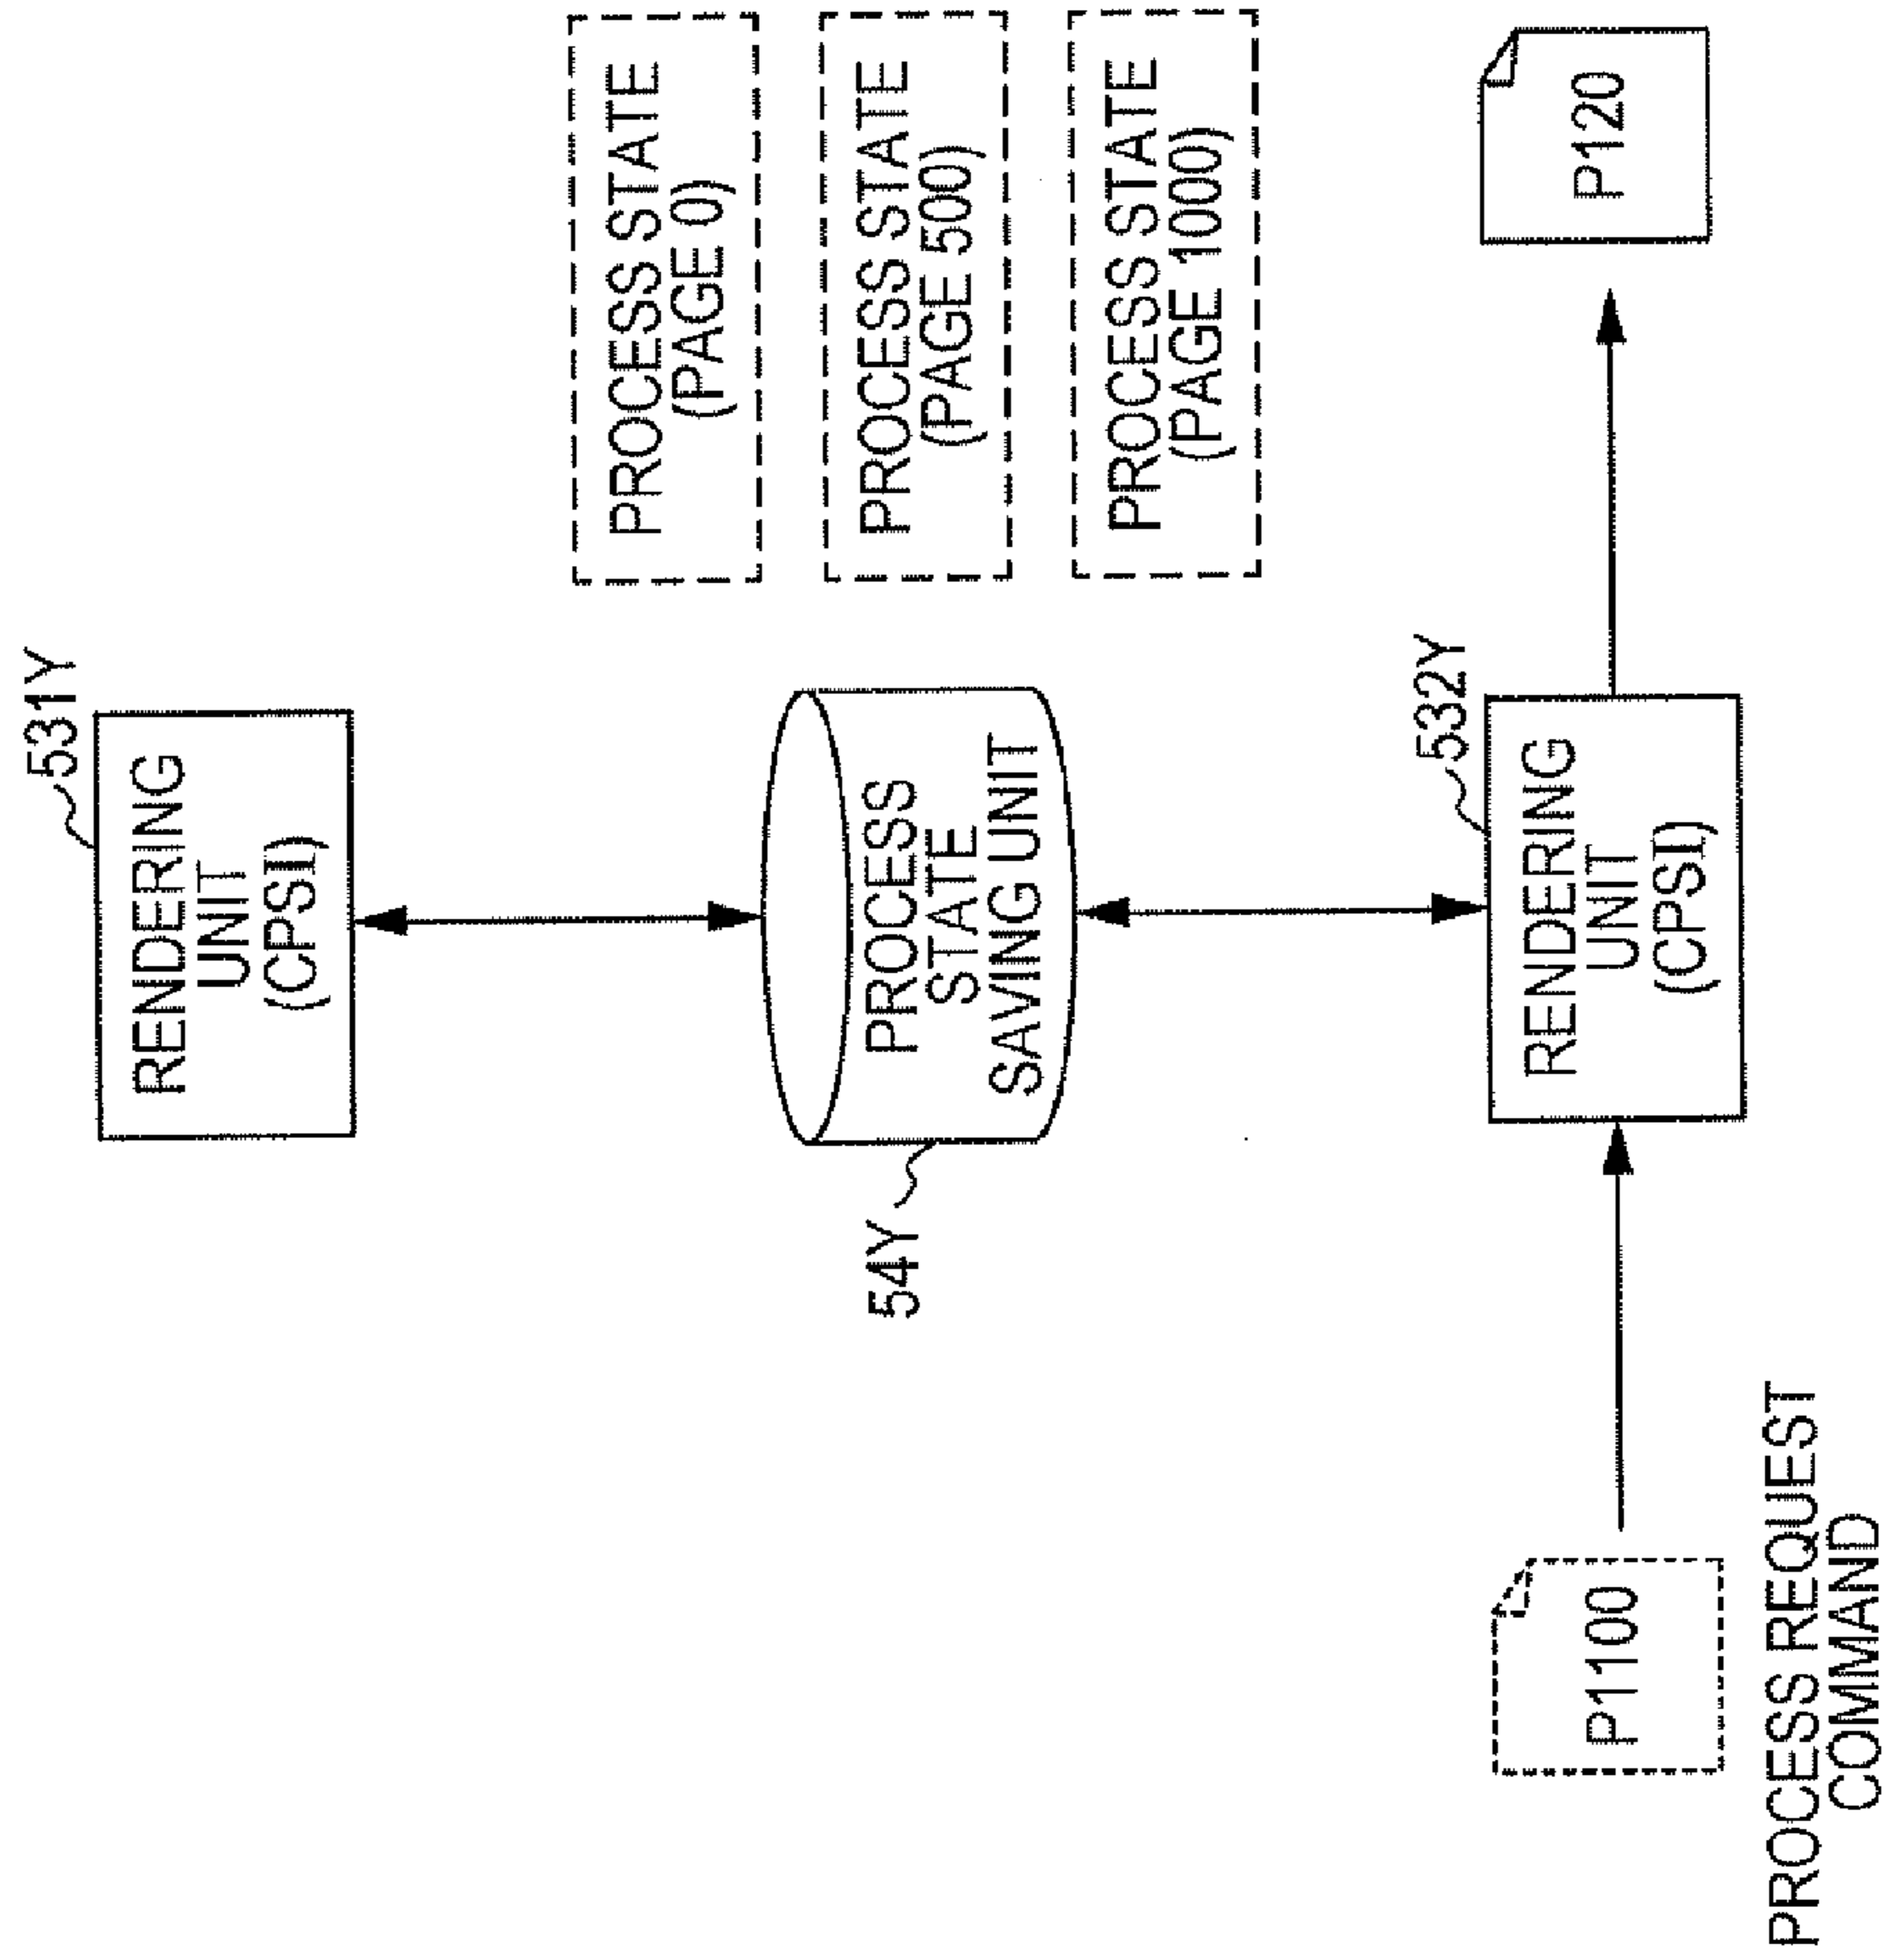 531Y
RENDERING
UNIT
(CPSI)
PROCESS STATE
(PAGE 0)
PROCESS STATE
(PAGE 500)
PROCESS STATE
(PAGE 1000)
54Y
PROCESS
STATE
SAVING UNIT
532Y
RENDERING
UNIT
(CPSI)
P1100
P120
PROCESS REQUEST
COMMAND